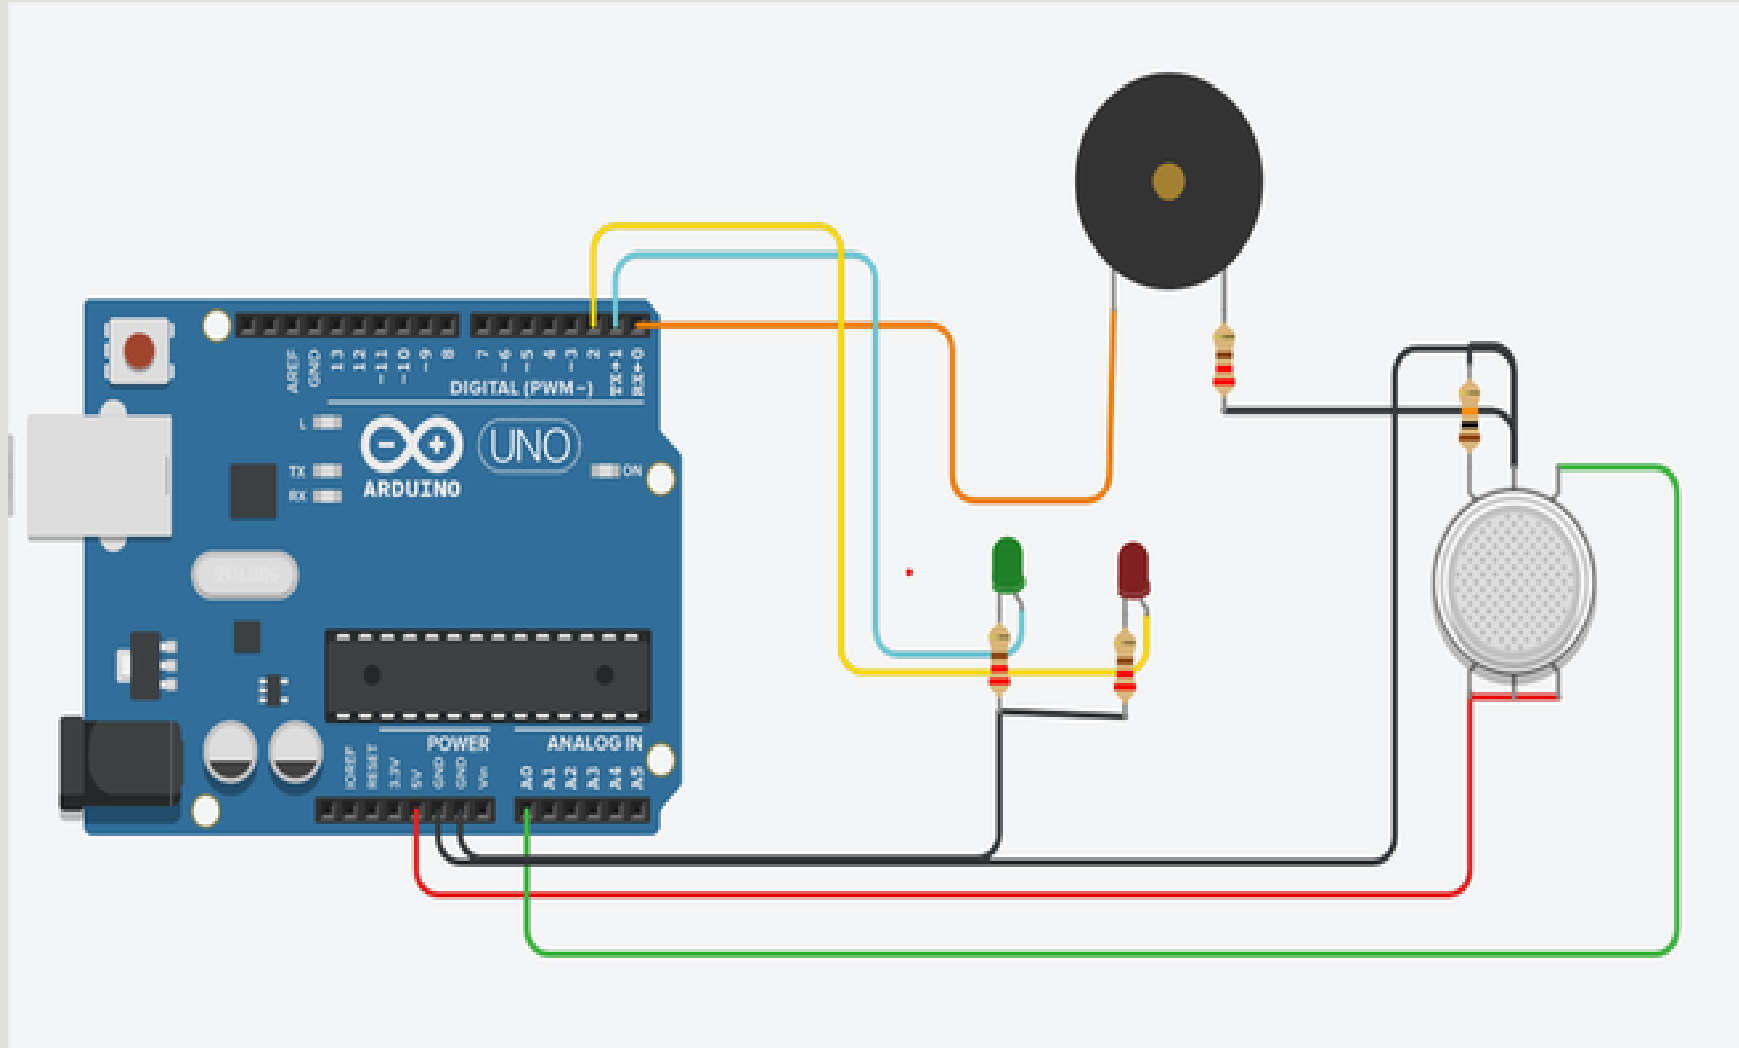 AREF
GND
13
12
~11
~10
~9
8
7
~6
~5
4
~3
2
TX→1
RX←0
DIGITAL (PWM~)
L
TX
RX
UNO
ON
ARDUINO
POWER
ANALOG IN
IOREF
RESET
3.3V
5V
GND
GND
Vin
A0
A1
A2
A3
A4
A5